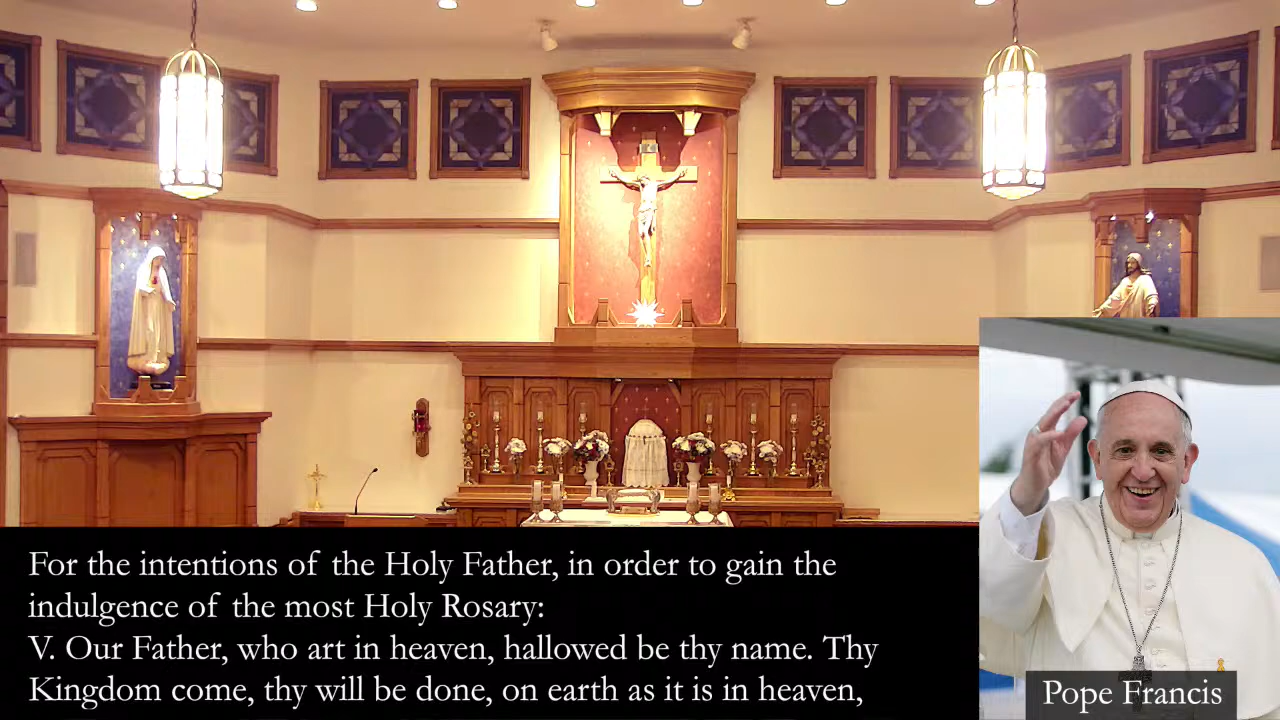 For the intentions of the Holy Father, in order to gain the
indulgence of the most Holy Rosary:
V. Our Father, who art in heaven, hallowed be thy name. Thy
Kingdom come, thy will be done, on earth as it is in heaven,
Pope Francis